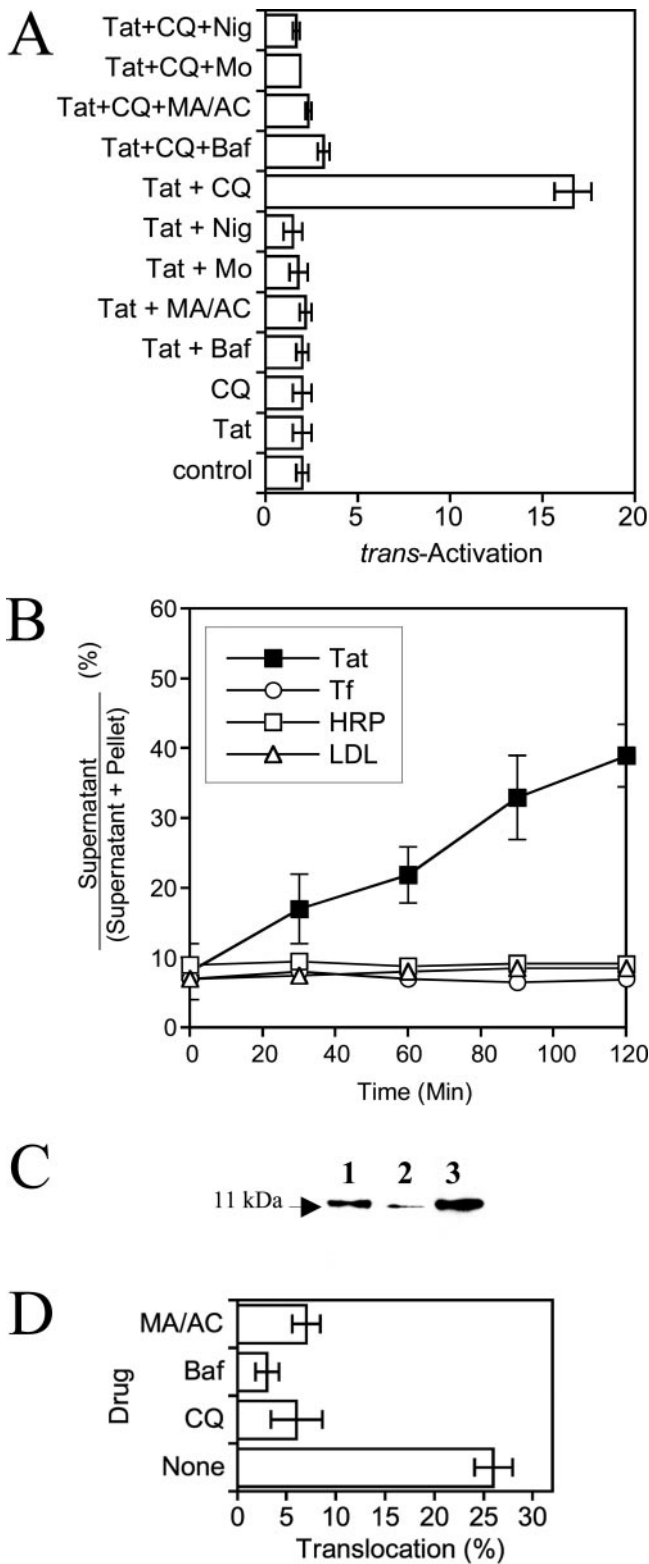 A
Tat+CQ+Nig
Tat+CQ+Mo
Tat+CQ+MA/AC
Tat+CQ+Baf
Tat + CQ
Tat + Nig
Tat + Mo
Tat + MA/AC
Tat + Baf
CQ
Tat
control
0 5 10 15 20
trans-Activation
B
Supernatant
(Supernatant + Pellet)
(%)
60
50
40
30
20
10
0
Tat
Tf
HRP
LDL
0 20 40 60 80 100 120
Time (Min)
C
1 2 3
11 kDa
D
Drug
MA/AC
Baf
CQ
None
0 5 10 15 20 25 30
Translocation (%)